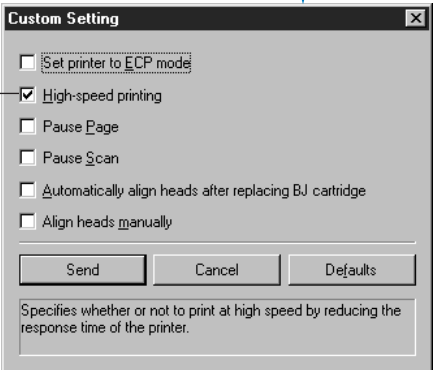 Custom Setting
Set printer to ECP mode
High-speed printing
Pause Page
Pause Scan
Automatically align heads after replacing BJ cartridge
Align heads manually
Send Cancel Defaults
Specifies whether or not to print at high speed by reducing the
response time of the printer.